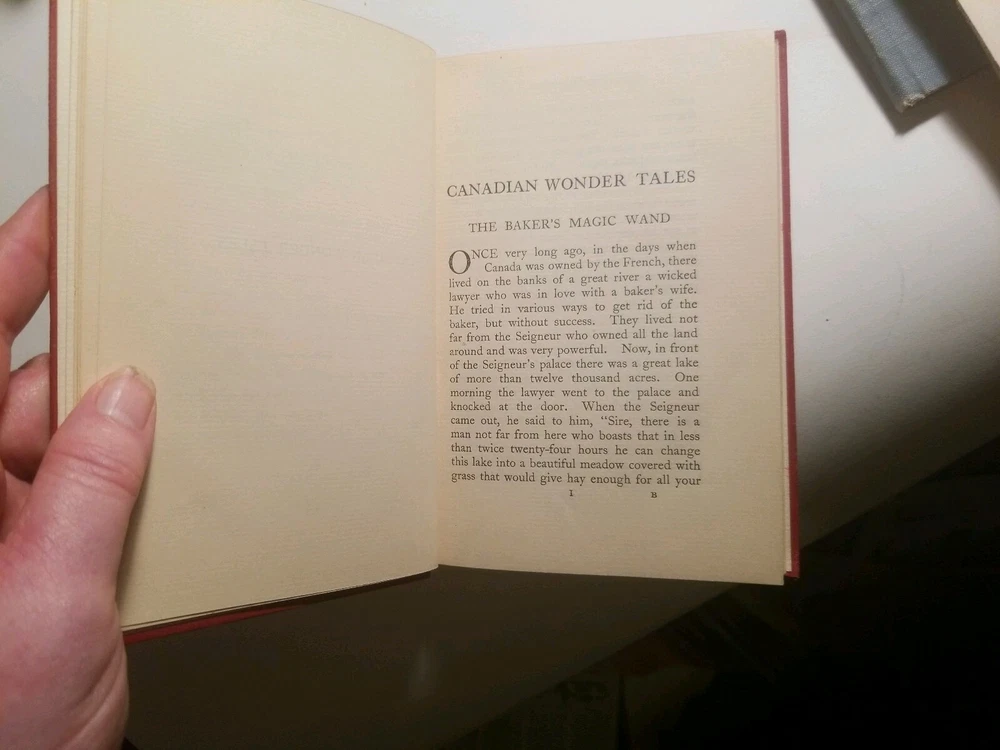 CANADIAN WONDER TALES
THE BAKER'S MAGIC WAND
ONCE very long ago, in the days when
Canada was owned by the French, there
lived on the banks of a great river a wicked
lawyer who was in love with a baker's wife.
He tried in various ways to get rid of the
baker, but without success. They lived not
far from the Seigneur who owned all the land
around and was very powerful. Now, in front
of the Seigneur's palace there was a great lake
of more than twelve thousand acres. One
morning the lawyer went to the palace and
knocked at the door. When the Seigneur
came out, he said to him, "Sire, there is a
man not far from here who boasts that in less
than twice twenty-four hours he can change
this lake into a beautiful meadow covered with
grass that would give hay enough for all your
1 B